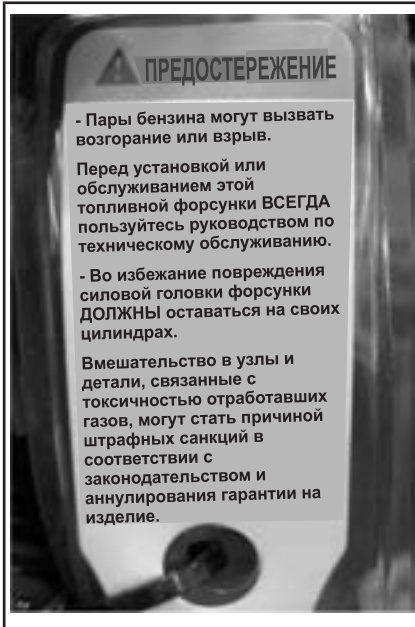 ПРЕДОСТЕРЕЖЕНИЕ
- Пары бензина могут вызвать
возгорание или взрыв.
Перед установкой или
обслуживанием этой
топливной форсунки ВСЕГДА
пользуйтесь руководством по
техническому обслуживанию.
- Во избежание повреждения
силовой головки форсунки
ДОЛЖНЫ оставаться на своих
цилиндрах.
Вмешательство в узлы и
детали, связанные с
токсичностью отработавших
газов, могут стать причиной
штрафных санкций в
соответствии с
законодательством и
аннулирования гарантии на
изделие.